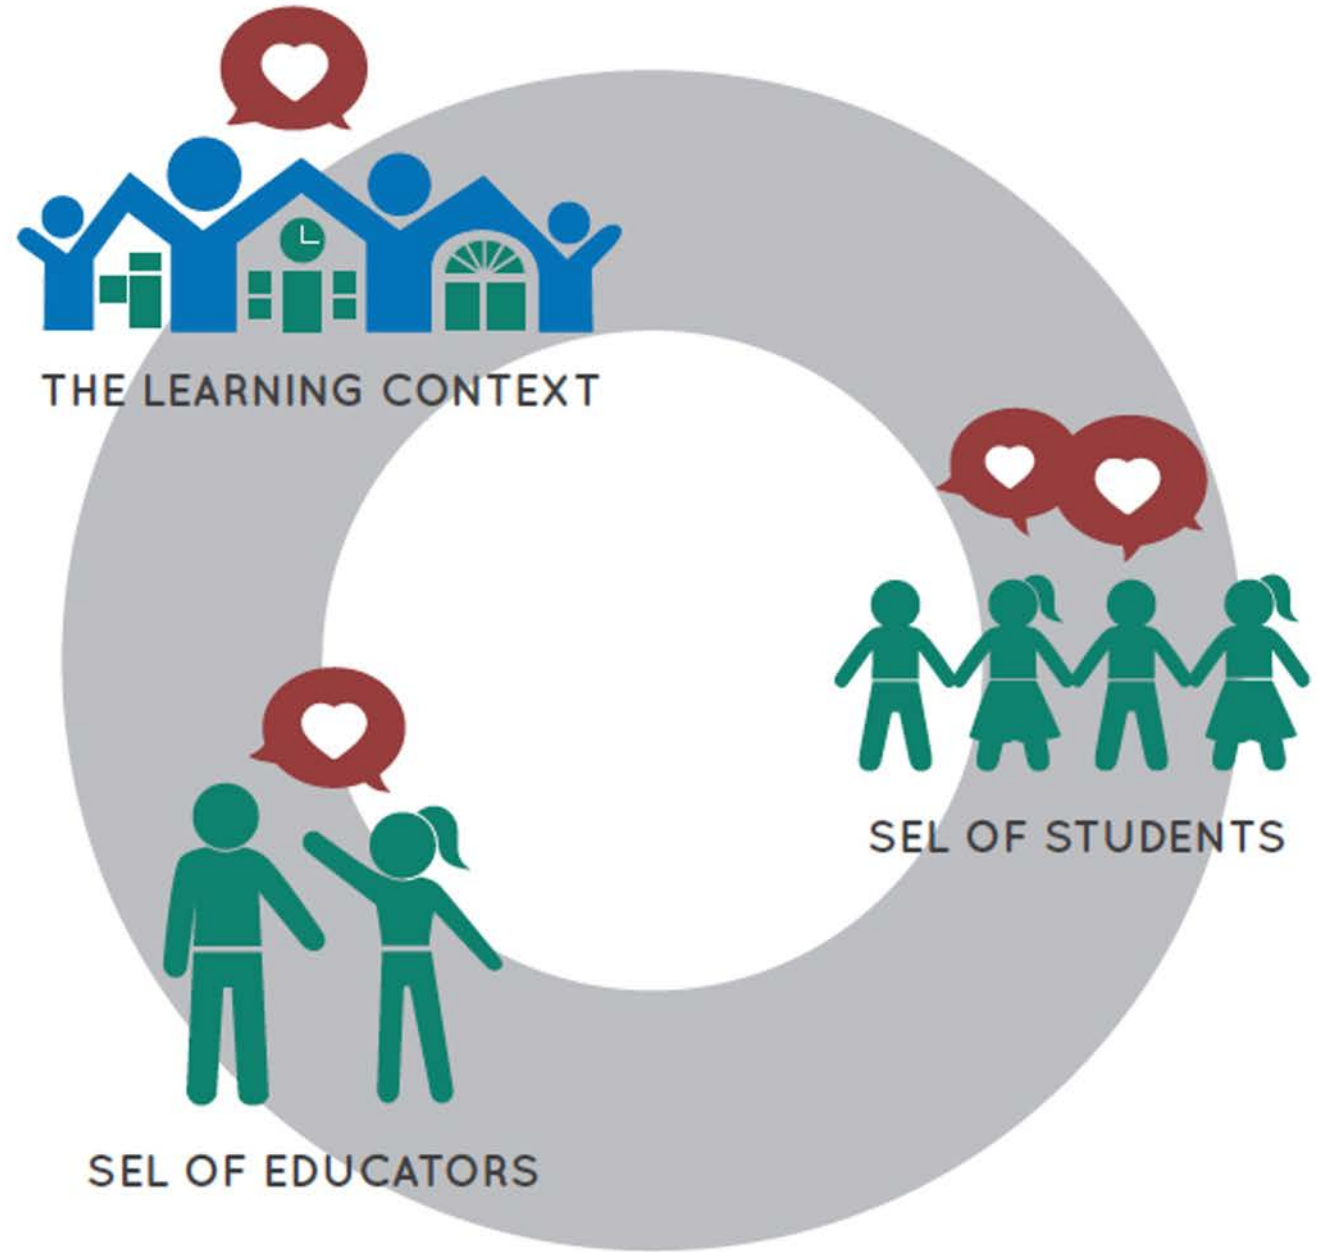 THE LEARNING CONTEXT
SEL OF STUDENTS
SEL OF EDUCATORS